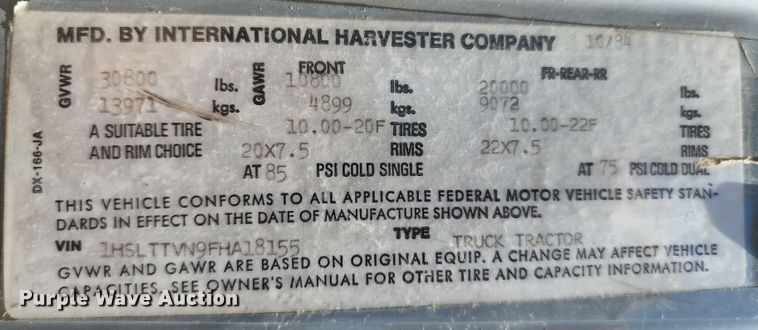 MFD. BY INTERNATIONAL HARVESTER COMPANY 10/84
FRONT FR-REAR-RR
GVWR 30800 lbs. GAWR 10800 lbs. 20000 lbs.
13971 kgs. 4899 kgs. 9072 kgs.
A SUITABLE TIRE 10.00-20F TIRES 10.00-22F TIRES
AND RIM CHOICE 20X7.5 RIMS 22X7.5 RIMS
AT 85 PSI COLD SINGLE AT 75 PSI COLD DUAL
DX-166-JA
THIS VEHICLE CONFORMS TO ALL APPLICABLE FEDERAL MOTOR VEHICLE SAFETY STAN-
DARDS IN EFFECT ON THE DATE OF MANUFACTURE SHOWN ABOVE.
VIN 1HSLTTVN9FHA18155 TYPE TRUCK TRACTOR
GVWR AND GAWR ARE BASED ON ORIGINAL EQUIP. A CHANGE MAY AFFECT VEHICLE
CAPACITIES. SEE OWNER'S MANUAL FOR OTHER TIRE AND CAPACITY INFORMATION.
Purple Wave Auction